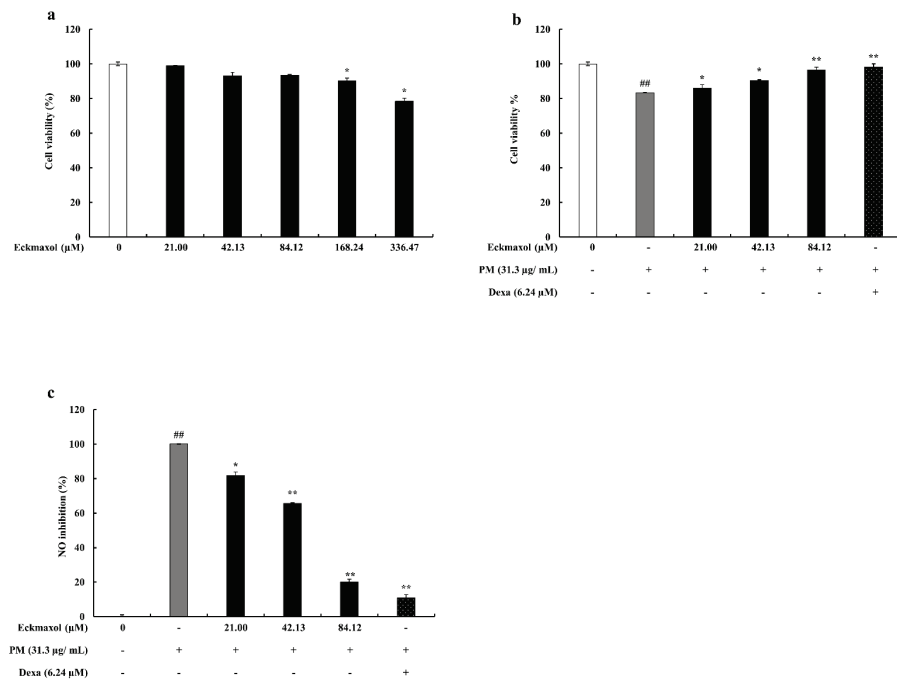 a
120
*
100
*
80
60
40
20
0
Cell viability (%)
Eckmaxol (µM) 0 21.00 42.13 84.12 168.24 336.47
b
120
## * * ** **
100
80
60
40
20
0
Cell viability %
Eckmaxol (µM) 0 - 21.00 42.13 84.12 -
PM (31.3 µg/ mL) - + + + + +
Dexa (6.24 µM) - - - - - +
c
120
##
100
*
80
**
60
40
20
** **
0
NO inhibition (%)
Eckmaxol (µM) 0 - 21.00 42.13 84.12 -
PM (31.3 µg/ mL) - + + + + +
Dexa (6.24 µM) - - - - - +